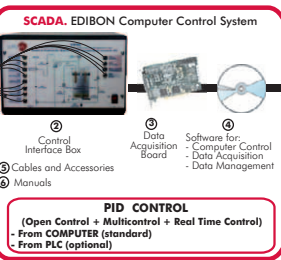 SCADA. EDIBON Computer Control System
② Control Interface Box
③ Data Acquisition Board
④ Software for:
- Computer Control
- Data Acquisition
- Data Management
⑤ Cables and Accessories
⑥ Manuals
PID CONTROL
(Open Control + Multicontrol + Real Time Control)
- From COMPUTER (standard)
- From PLC (optional)